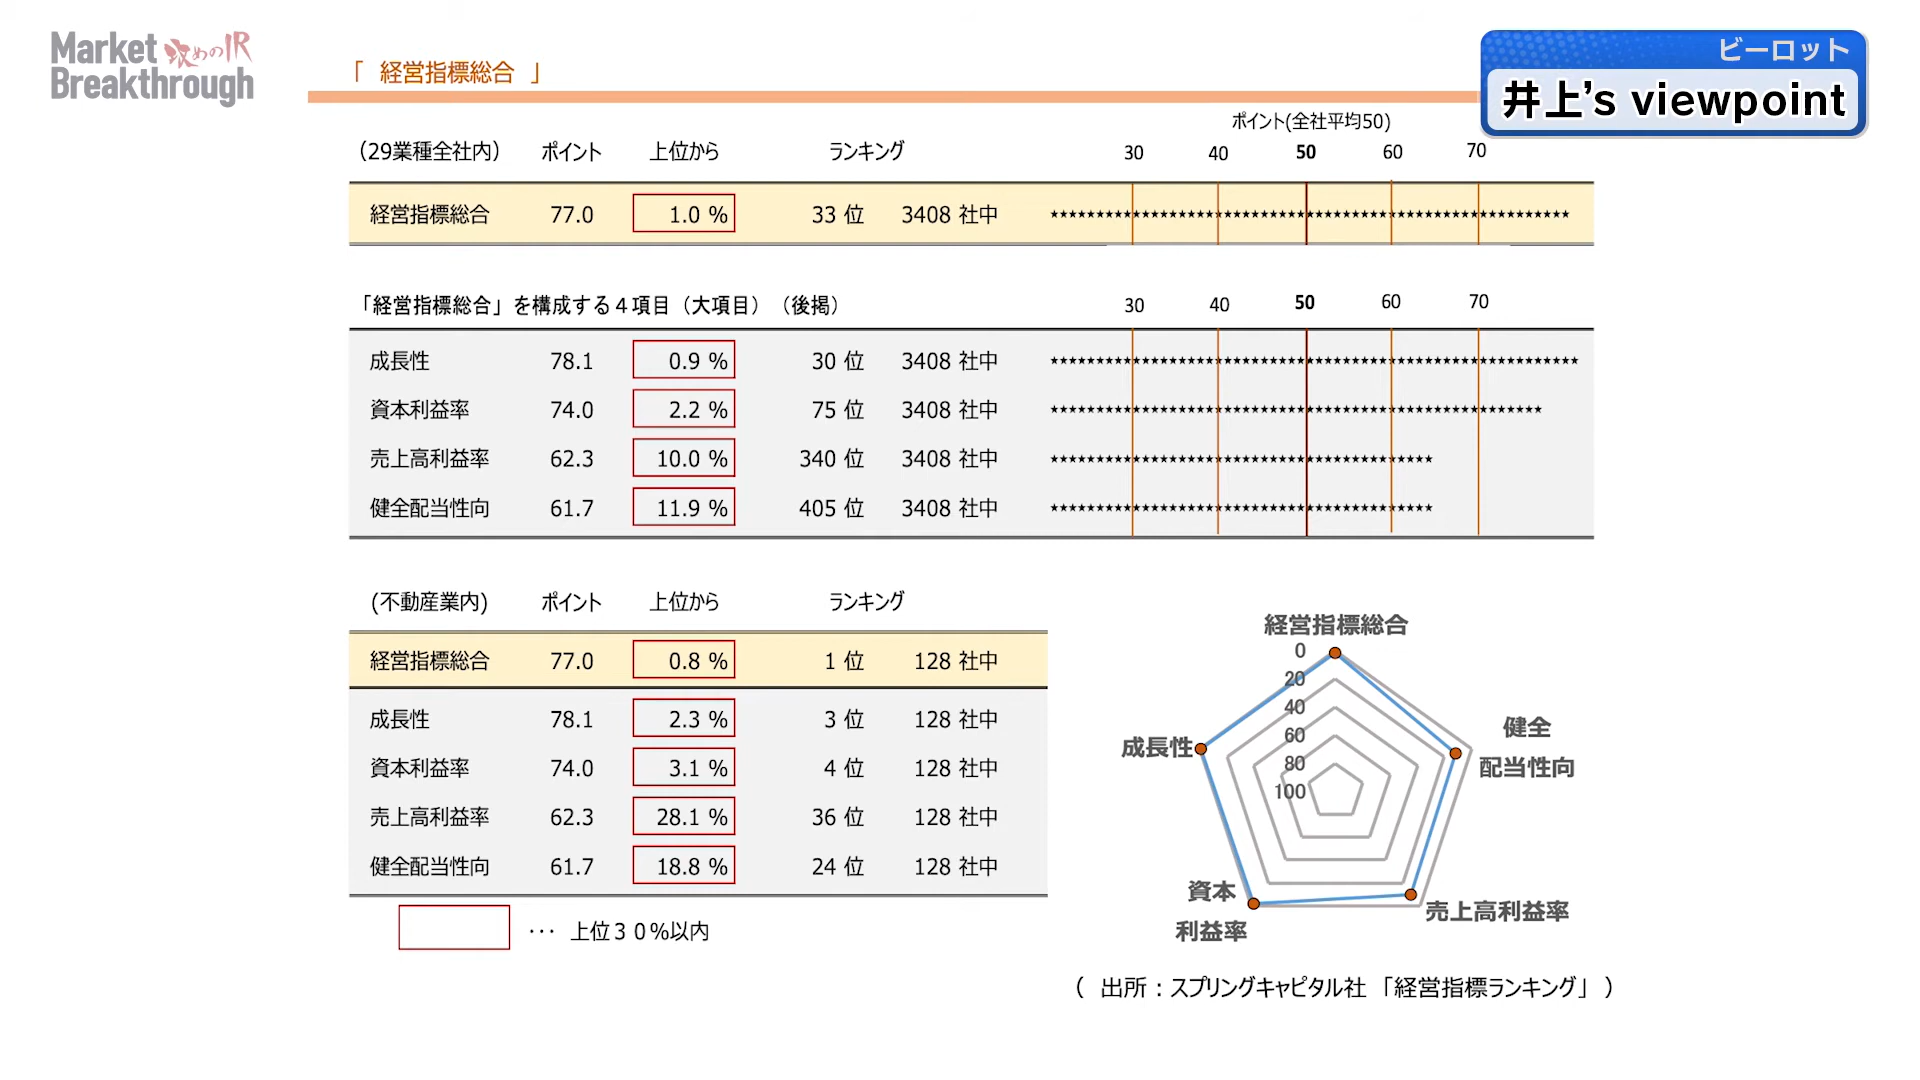 Market 攻めのIR
Breakthrough
「 経営指標総合 」
ビーロット
井上’s viewpoint
ポイント(全社平均50)
（29業種全社内） ポイント 上位から ランキング 30 40 50 60 70
経営指標総合 77.0 1.0 % 33 位 3408 社中 ★★★★★★★★★★★★★★★★★★★★★★★★★★★★★★★★★★★★★★★★★★★★★★★★★★★★★★★★★
「経営指標総合」を構成する４項目（大項目）（後掲） 30 40 50 60 70
成長性 78.1 0.9 % 30 位 3408 社中 ★★★★★★★★★★★★★★★★★★★★★★★★★★★★★★★★★★★★★★★★★★★★★★★★★★★★★★★★★★
資本利益率 74.0 2.2 % 75 位 3408 社中 ★★★★★★★★★★★★★★★★★★★★★★★★★★★★★★★★★★★★★★★★★★★★★★★★★★★★★★
売上高利益率 62.3 10.0 % 340 位 3408 社中 ★★★★★★★★★★★★★★★★★★★★★★★★★★★★★★★★★★★★★★★★★★
健全配当性向 61.7 11.9 % 405 位 3408 社中 ★★★★★★★★★★★★★★★★★★★★★★★★★★★★★★★★★★★★★★★★★★
(不動産業内) ポイント 上位から ランキング
経営指標総合 77.0 0.8 % 1 位 128 社中
成長性 78.1 2.3 % 3 位 128 社中
資本利益率 74.0 3.1 % 4 位 128 社中
売上高利益率 62.3 28.1 % 36 位 128 社中
健全配当性向 61.7 18.8 % 24 位 128 社中
･･･ 上位３０%以内
経営指標総合
0
20
40
60
80
100
健全
配当性向
成長性
資本
利益率
売上高利益率
（ 出所：スプリングキャピタル社 「経営指標ランキング」 ）